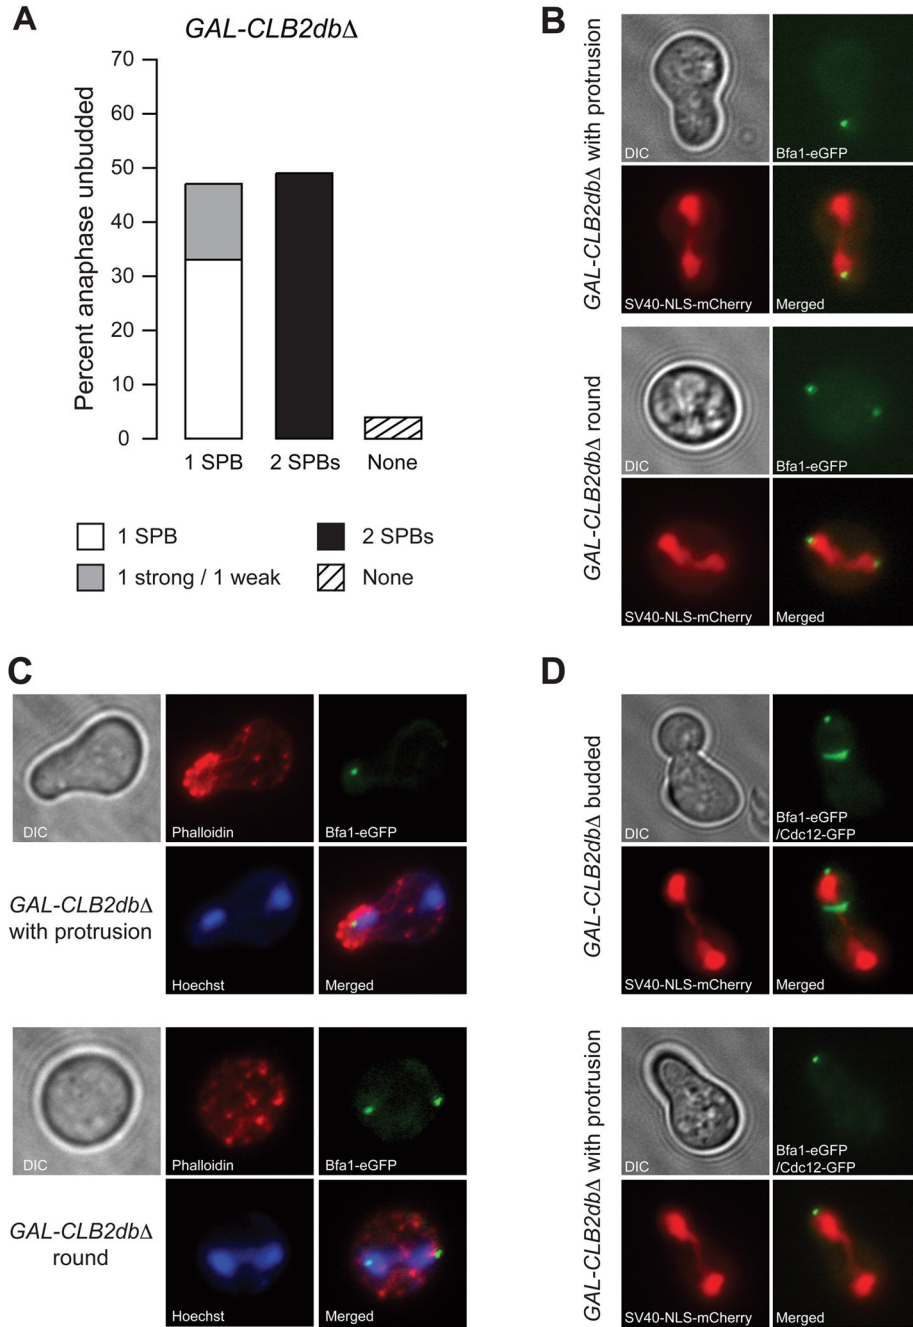 A
GAL-CLB2dbΔ
Percent anaphase unbudded
70
60
50
40
30
20
10
0
1 SPB
2 SPBs
None
1 SPB
2 SPBs
1 strong / 1 weak
None
B
GAL-CLB2dbΔ with protrusion
DIC
Bfa1-eGFP
SV40-NLS-mCherry
Merged
GAL-CLB2dbΔ round
DIC
Bfa1-eGFP
SV40-NLS-mCherry
Merged
C
DIC
Phalloidin
Bfa1-eGFP
GAL-CLB2dbΔ
with protrusion
Hoechst
Merged
DIC
Phalloidin
Bfa1-eGFP
GAL-CLB2dbΔ
round
Hoechst
Merged
D
GAL-CLB2dbΔ budded
DIC
Bfa1-eGFP
/Cdc12-GFP
SV40-NLS-mCherry
Merged
GAL-CLB2dbΔ with protrusion
DIC
Bfa1-eGFP
/Cdc12-GFP
SV40-NLS-mCherry
Merged